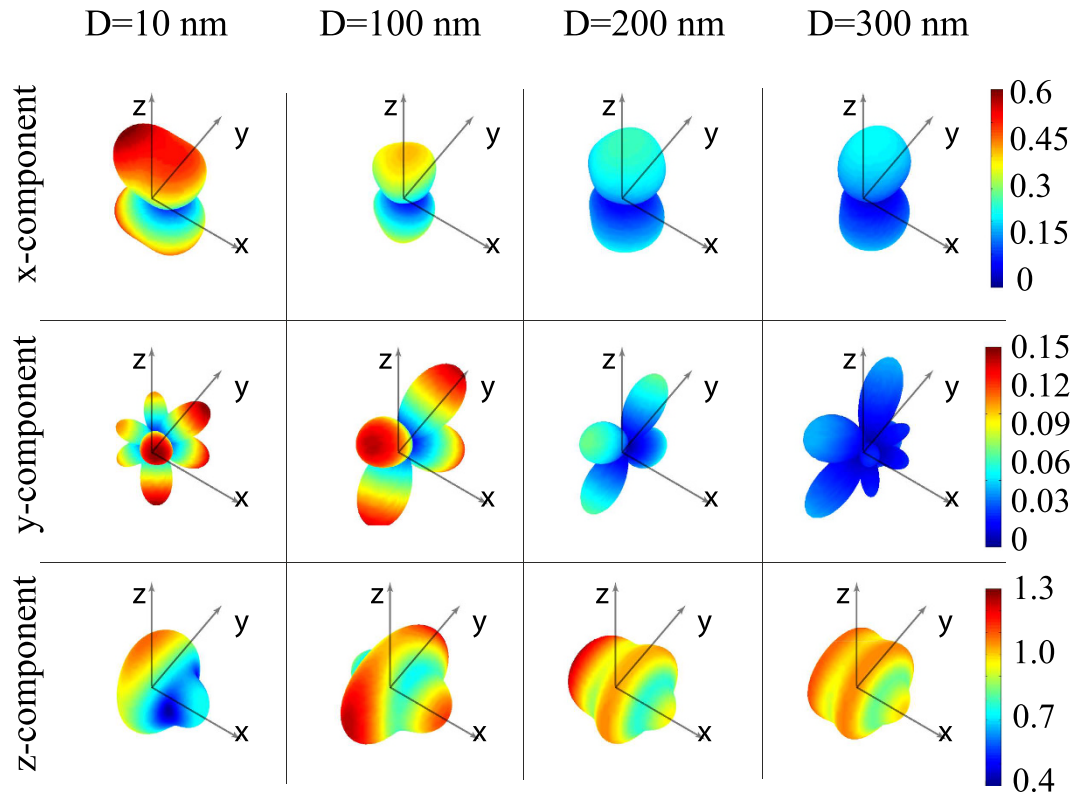 D=10 nm D=100 nm D=200 nm D=300 nm
x-component
z y x
z y x
z y x
z y x
0.6
0.45
0.3
0.15
0
y-component
z y x
z y x
z y x
z y x
0.15
0.12
0.09
0.06
0.03
0
z-component
z y x
z y x
z y x
z y x
1.3
1.0
0.7
0.4